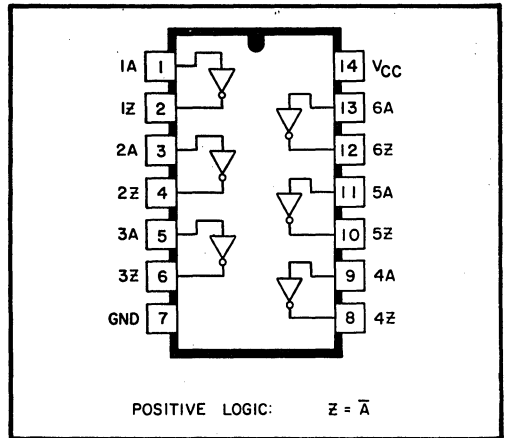 1A 1 14 VCC
1Z 2 13 6A
2A 3 12 6Z
2Z 4 11 5A
3A 5 10 5Z
3Z 6 9 4A
GND 7 8 4Z
POSITIVE LOGIC: Z = A̅